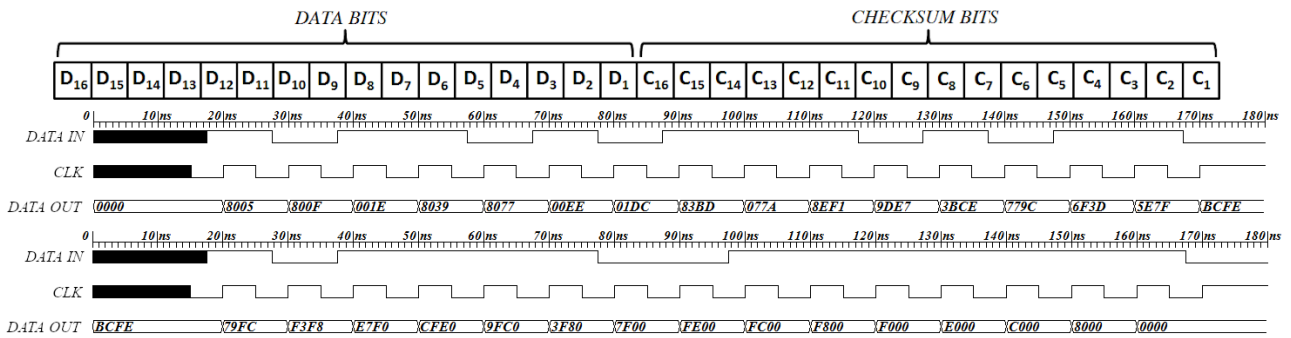 DATA BITS CHECKSUM BITS
D16 D15 D14 D13 D12 D11 D10 D9 D8 D7 D6 D5 D4 D3 D2 D1 C16 C15 C14 C13 C12 C11 C10 C9 C8 C7 C6 C5 C4 C3 C2 C1
0 10|ns 20|ns 30|ns 40|ns 50|ns 60|ns 70|ns 80|ns 90|ns 100|ns 110|ns 120|ns 130|ns 140|ns 150|ns 160|ns 170|ns 180|ns
DATA IN
CLK
DATA OUT 0000 8005 800F 001E 8039 8077 00EE 01DC 83BD 077A 8EF1 9DE7 3BCE 779C 6F3D 5E7F BCFE
0 10|ns 20|ns 30|ns 40|ns 50|ns 60|ns 70|ns 80|ns 90|ns 100|ns 110|ns 120|ns 130|ns 140|ns 150|ns 160|ns 170|ns 180|ns
DATA IN
CLK
DATA OUT BCFE 79FC F3F8 E7F0 CFE0 9FC0 3F80 7F00 FE00 FC00 F800 F000 E000 C000 8000 0000